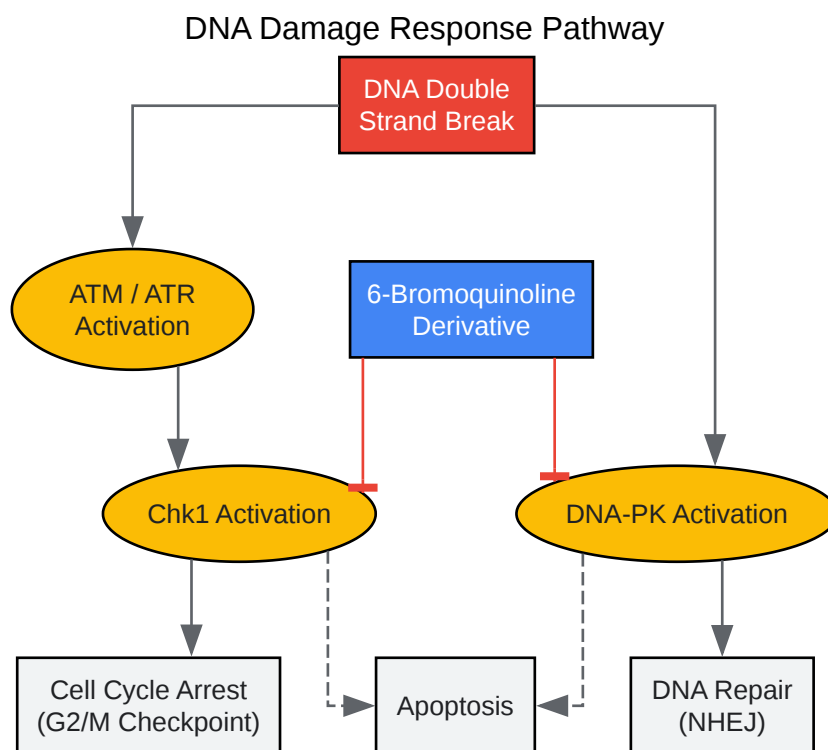 DNA Damage Response Pathway
DNA Double
Strand Break
ATM / ATR
Activation
6-Bromoquinoline
Derivative
Chk1 Activation
DNA-PK Activation
Cell Cycle Arrest
(G2/M Checkpoint)
Apoptosis
DNA Repair
(NHEJ)